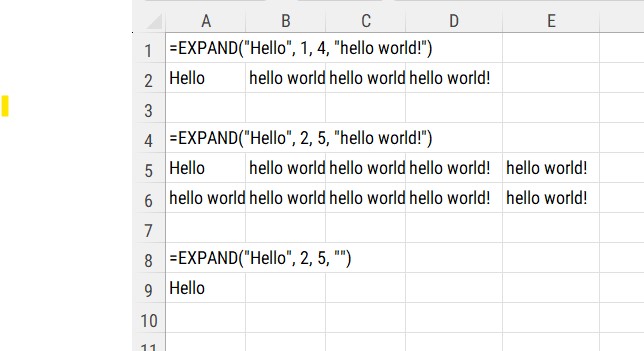 A B C D E
1 =EXPAND("Hello", 1, 4, "hello world!")
2 Hello hello world hello world hello world!
3
4 =EXPAND("Hello", 2, 5, "hello world!")
5 Hello hello world hello world hello world! hello world!
6 hello world hello world hello world hello world! hello world!
7
8 =EXPAND("Hello", 2, 5, "")
9 Hello
10
11